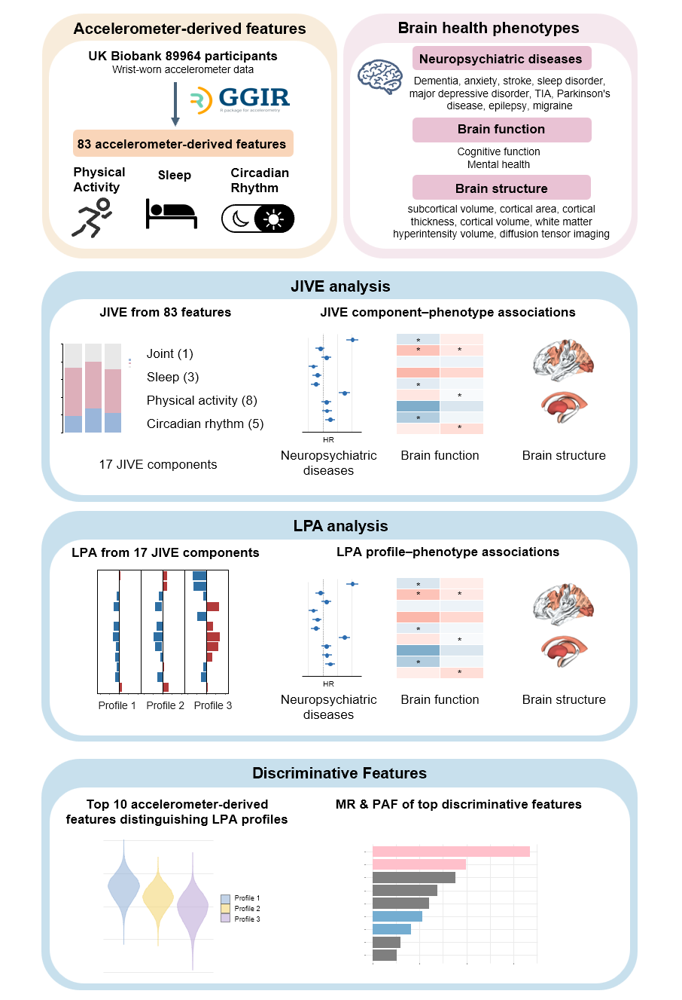 Accelerometer-derived features
UK Biobank 89964 participants
Wrist-worn accelerometer data
GGIR
R package for accelerometry
83 accelerometer-derived features
Physical
Activity
Sleep
Circadian
Rhythm
Brain health phenotypes
Neuropsychiatric diseases
Dementia, anxiety, stroke, sleep disorder,
major depressive disorder, TIA, Parkinson's
disease, epilepsy, migraine
Brain function
Cognitive function
Mental health
Brain structure
subcortical volume, cortical area, cortical
thickness, cortical volume, white matter
hyperintensity volume, diffusion tensor imaging
JIVE analysis
JIVE from 83 features
Joint (1)
Sleep (3)
Physical activity (8)
Circadian rhythm (5)
17 JIVE components
JIVE component–phenotype associations
HR
Neuropsychiatric
diseases
* 
* *
*
*
*
*
Brain function
Brain structure
LPA analysis
LPA from 17 JIVE components
Profile 1 Profile 2 Profile 3
LPA profile–phenotype associations
HR
Neuropsychiatric
diseases
*
* *
*
*
*
*
Brain function
Brain structure
Discriminative Features
Top 10 accelerometer-derived
features distinguishing LPA profiles
Profile 1
Profile 2
Profile 3
MR & PAF of top discriminative features